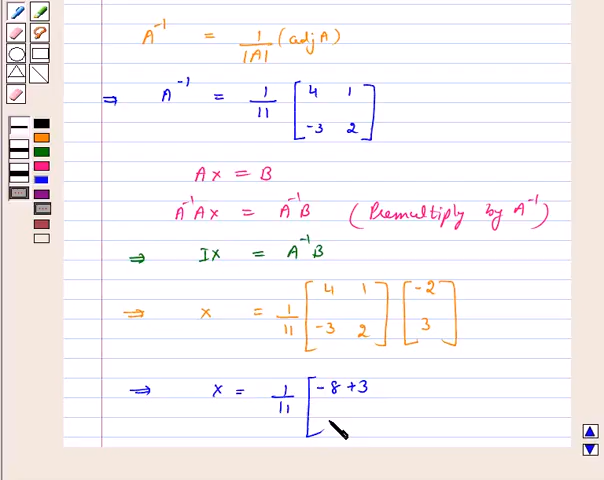 A⁻¹ = 1/|A| (adj A)
⇒ A⁻¹ = 1/11 [4 1
-3 2]
Ax = B
A⁻¹Ax = A⁻¹B (Premultiply by A⁻¹)
⇒ Ix = A⁻¹B
⇒ x = 1/11 [4 1 [-2
-3 2] 3]
⇒ x = 1/11 [-8+3